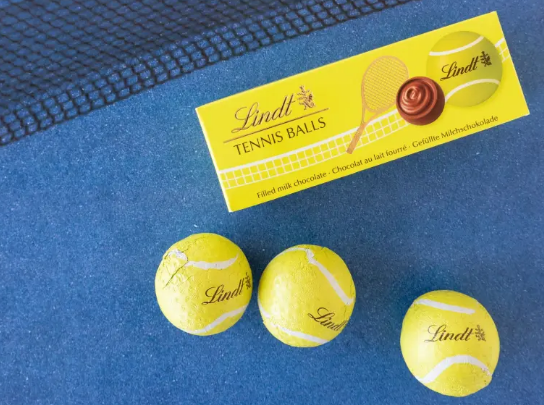 Lindt
TENNIS BALLS
Lindt
Filled milk chocolate · Chocolat au lait fourré · Gefüllte Milchschokolade
Lindt
Lindt
Lindt